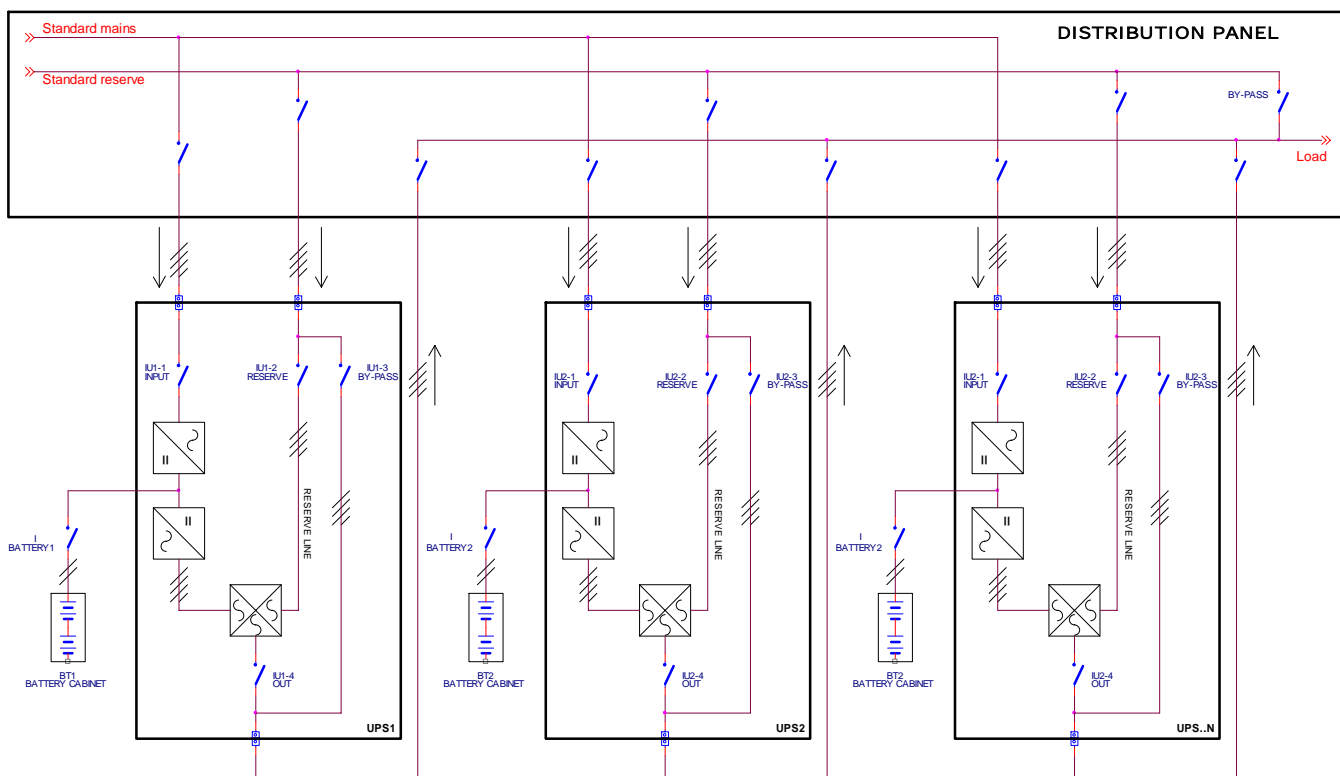 Standard mains
DISTRIBUTION PANEL
Standard reserve
BY-PASS
Load
IU1-1
INPUT
IU1-2
RESERVE
IU1-3
BY-PASS
IU2-1
INPUT
IU2-2
RESERVE
IU2-3
BY-PASS
IU2-1
INPUT
IU2-2
RESERVE
IU2-3
BY-PASS
RESERVE LINE
RESERVE LINE
RESERVE LINE
I
BATTERY1
I
BATTERY2
I
BATTERY2
BT1
BATTERY CABINET
IU1-4
OUT
BT2
BATTERY CABINET
IU2-4
OUT
BT2
BATTERY CABINET
IU2-4
OUT
UPS1
UPS2
UPS..N